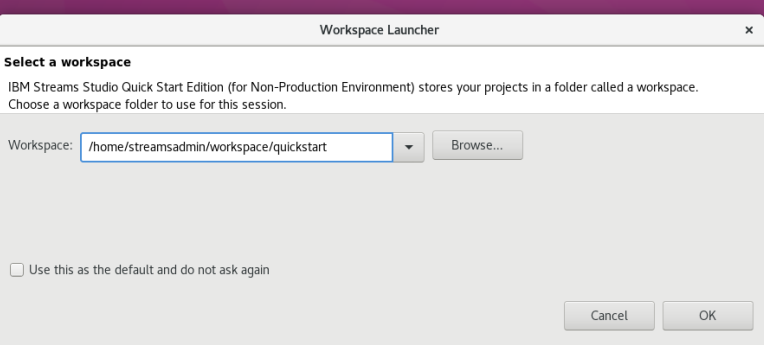 Workspace Launcher
Select a workspace
IBM Streams Studio Quick Start Edition (for Non-Production Environment) stores your projects in a folder called a workspace.
Choose a workspace folder to use for this session.
Workspace: /home/streamsadmin/workspace/quickstart Browse...
Use this as the default and do not ask again
Cancel OK